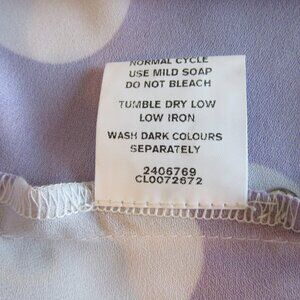 NORMAL CYCLE
USE MILD SOAP
DO NOT BLEACH
TUMBLE DRY LOW
LOW IRON
WASH DARK COLOURS
SEPARATELY
2406769
CL0072672